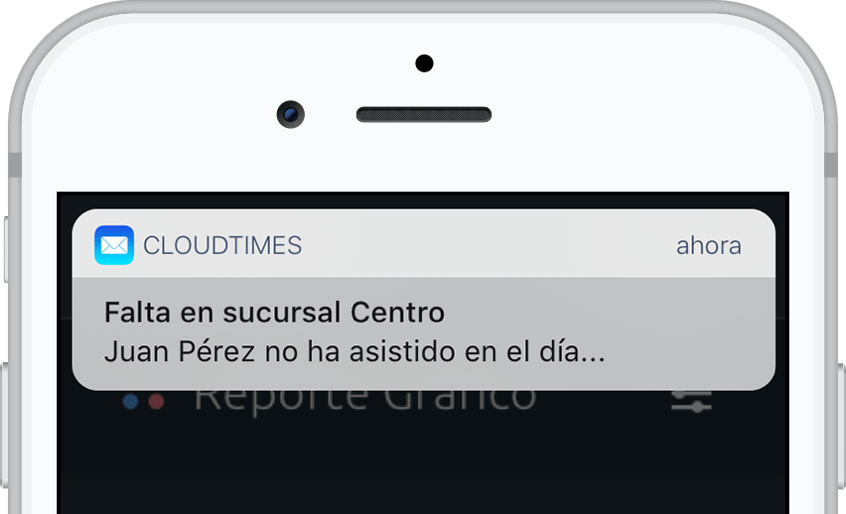 CLOUDTIMES ahora
Falta en sucursal Centro
Juan Pérez no ha asistido en el día...
Reporte Gráfico